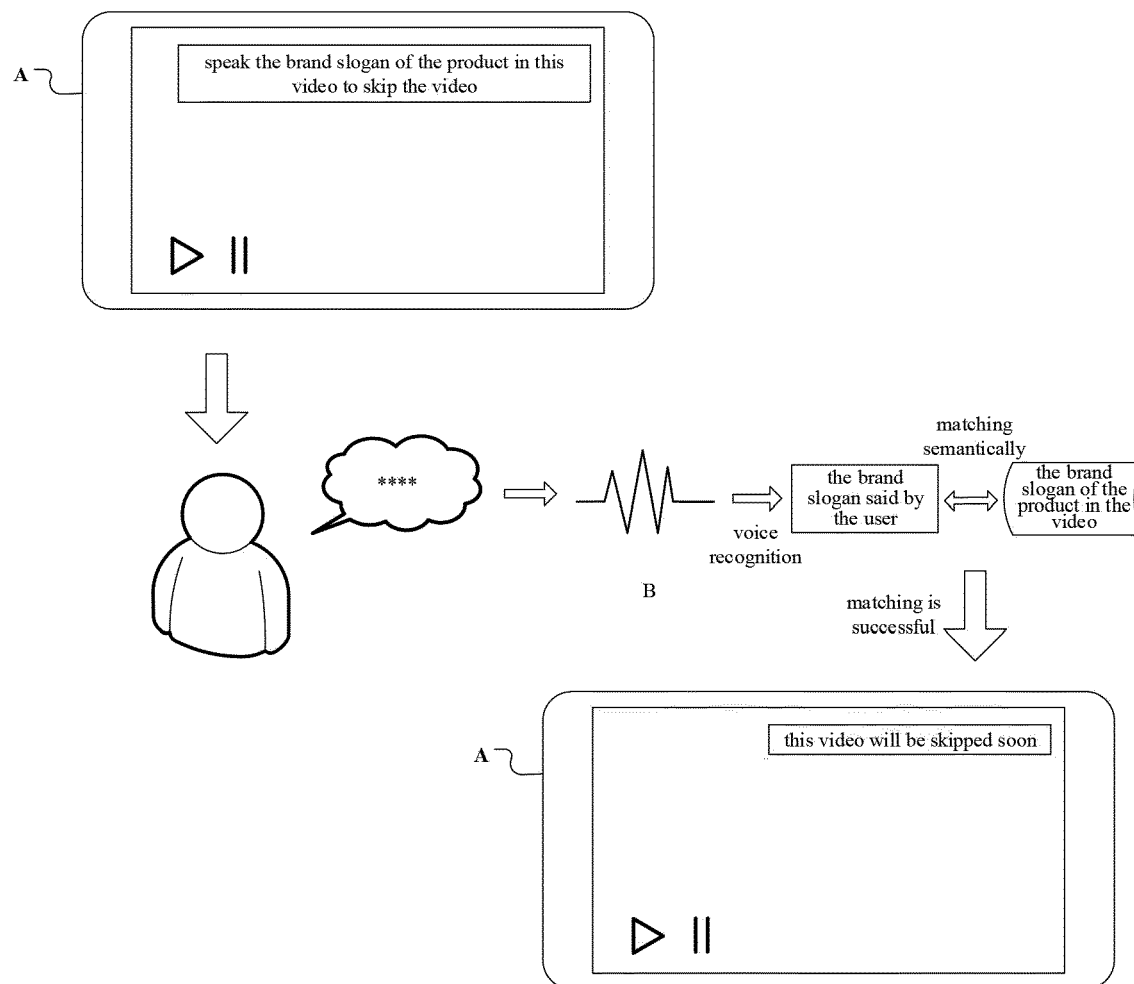 A
speak the brand slogan of the product in this
video to skip the video
****
B
voice
recognition
the brand
slogan said by
the user
matching
semantically
the brand
slogan of the
product in the
video
matching is
successful
A
this video will be skipped soon